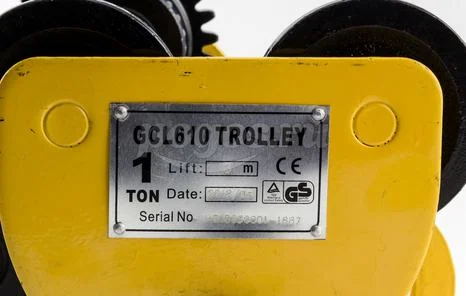 GCL610 TROLLEY
1 Lift: m CE
TON Date: GS
Serial No